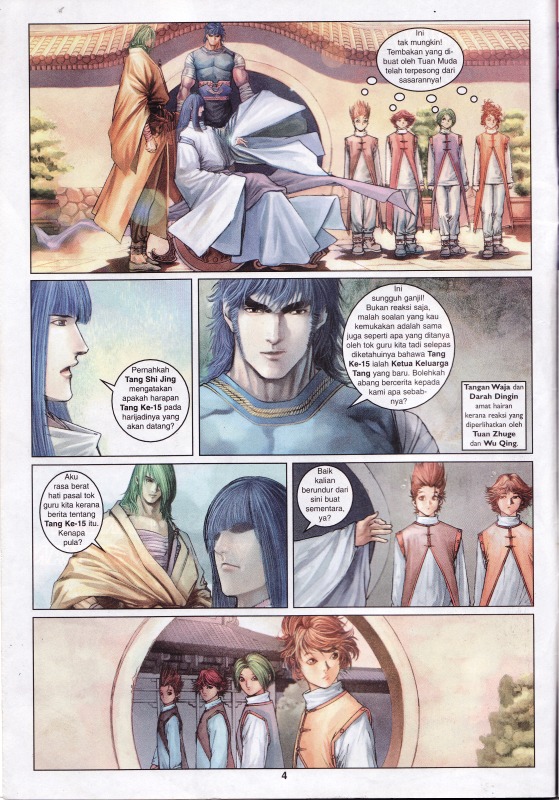 Ini
tak mungkin!
Tembakan yang di-
buat oleh Tuan Muda
telah terpesong dari
sasarannya!
Pernahkah
Tang Shi Jing
mengatakan
apakah harapan
Tang Ke-15 pada
harijadinya yang
akan datang?
Ini
sungguh ganjil!
Bukan reaksi saja,
malah soalan yang kau
kemukakan adalah sama
juga seperti apa yang ditanya
oleh tok guru kita tadi selepas
diketahuinya bahawa Tang
Ke-15 ialah Ketua Keluarga
Tang yang baru. Bolehkah
abang bercerita kepada
kami apa sebab-
nya?
Tangan Waja dan
Darah Dingin
amat hairan
kerana reaksi yang
diperlihatkan oleh
Tuan Zhuge
dan Wu Qing.
Aku
rasa berat
hati pasal tok
guru kita kerana
berita tentang
Tang Ke-15 itu.
Kenapa
pula?
Baik
kalian
berundur dari
sini buat
sementara,
ya?
4